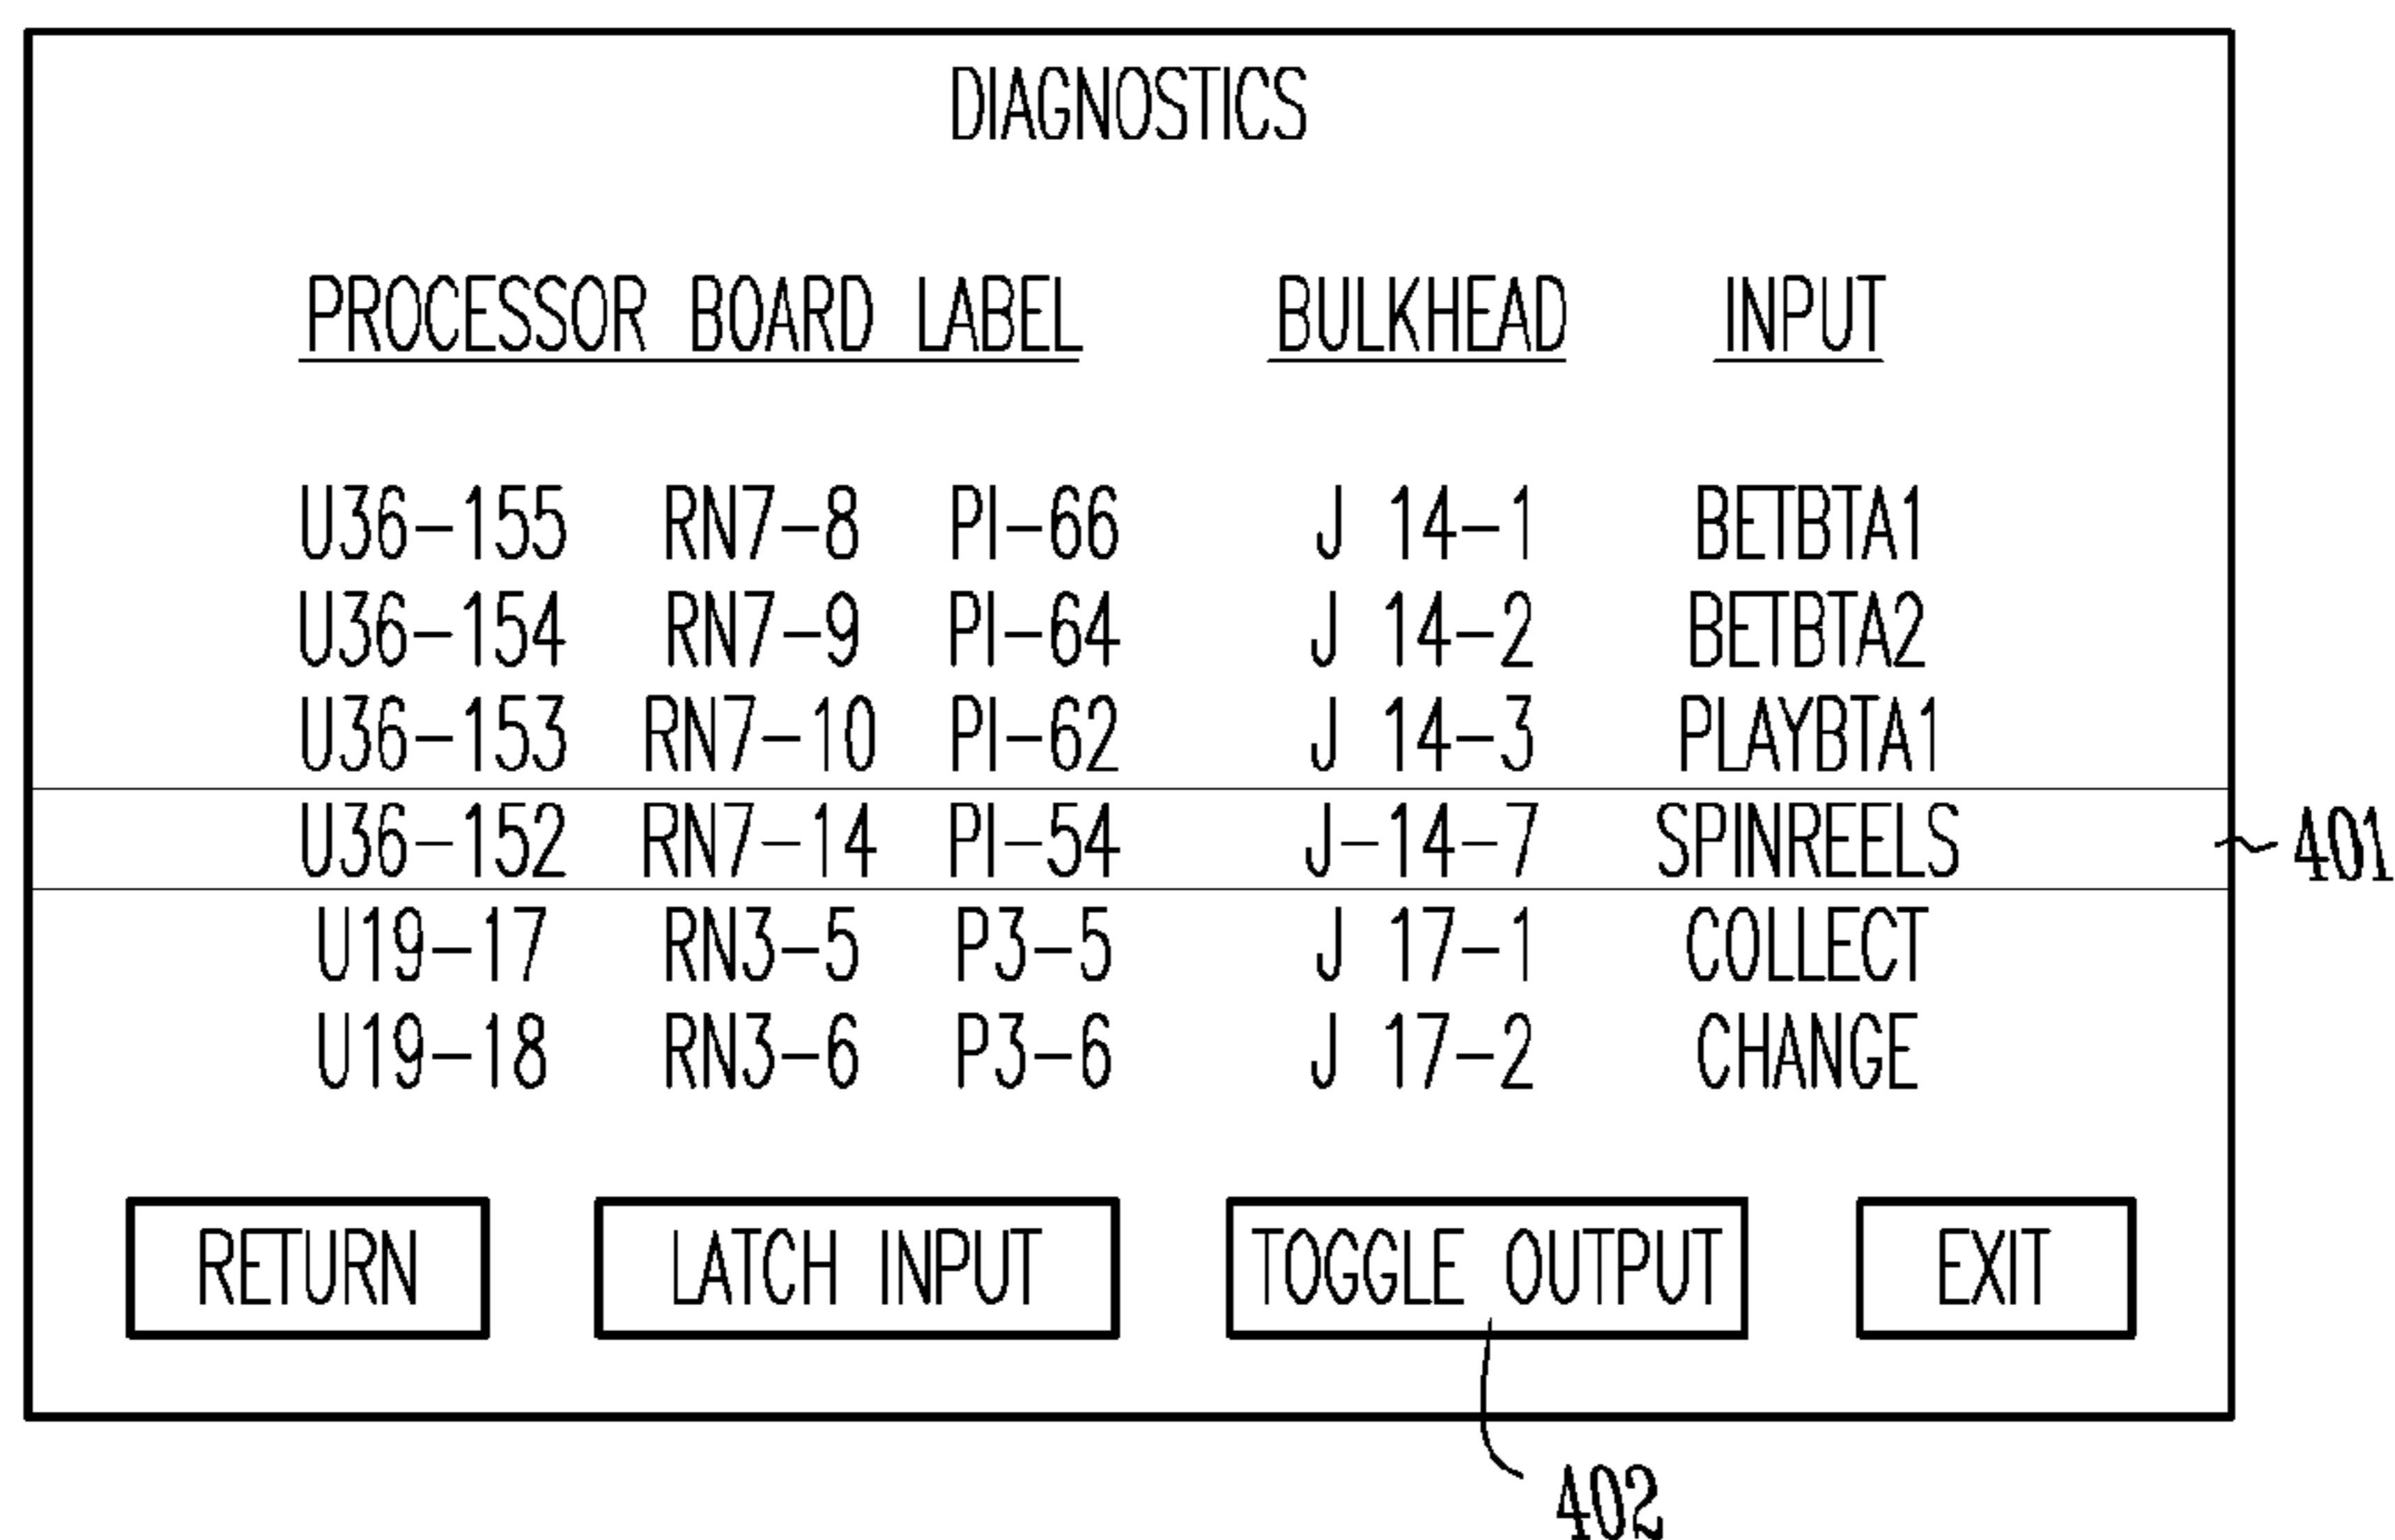 DIAGNOSTICS
PROCESSOR BOARD LABEL BULKHEAD INPUT
U36-155 RN7-8 PI-66 J 14-1 BETBTA1
U36-154 RN7-9 PI-64 J 14-2 BETBTA2
U36-153 RN7-10 PI-62 J 14-3 PLAYBTA1
U36-152 RN7-14 PI-54 J-14-7 SPINREELS 401
U19-17 RN3-5 P3-5 J 17-1 COLLECT
U19-18 RN3-6 P3-6 J 17-2 CHANGE
RETURN LATCH INPUT TOGGLE OUTPUT EXIT
402